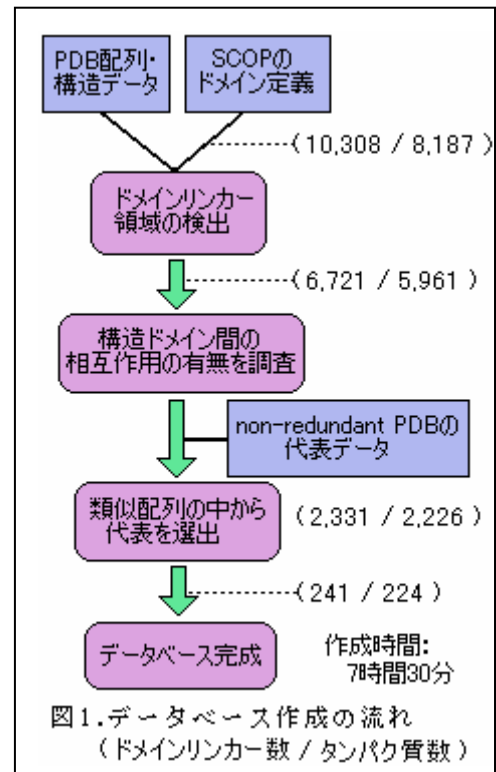 PDB配列・
構造データ
SCOPの
ドメイン定義
( 10,308 / 8,187 )
ドメインリンカー
領域の検出
( 6,721 / 5,961 )
構造ドメイン間の
相互作用の有無を調査
non-redundant PDBの
代表データ
類似配列の中から
代表を選出
( 2,331 / 2,226 )
( 241 / 224 )
データベース完成
作成時間:
7時間30分
図1.データベース作成の流れ
( ドメインリンカー数 / タンパク質数 )